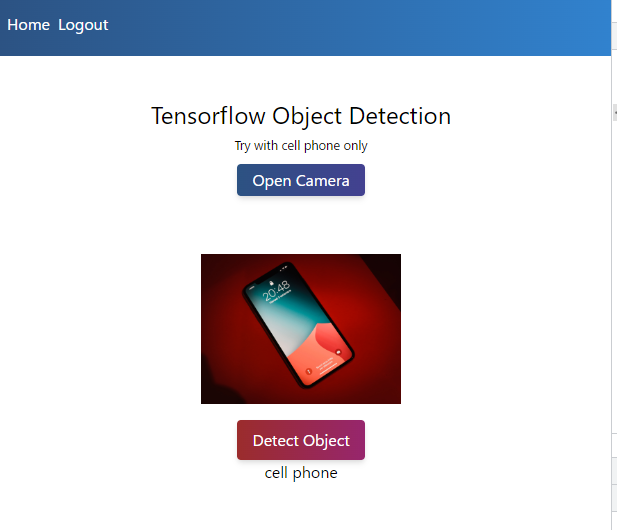 Home Logout
Tensorflow Object Detection
Try with cell phone only
Open Camera
20:48
Detect Object
cell phone